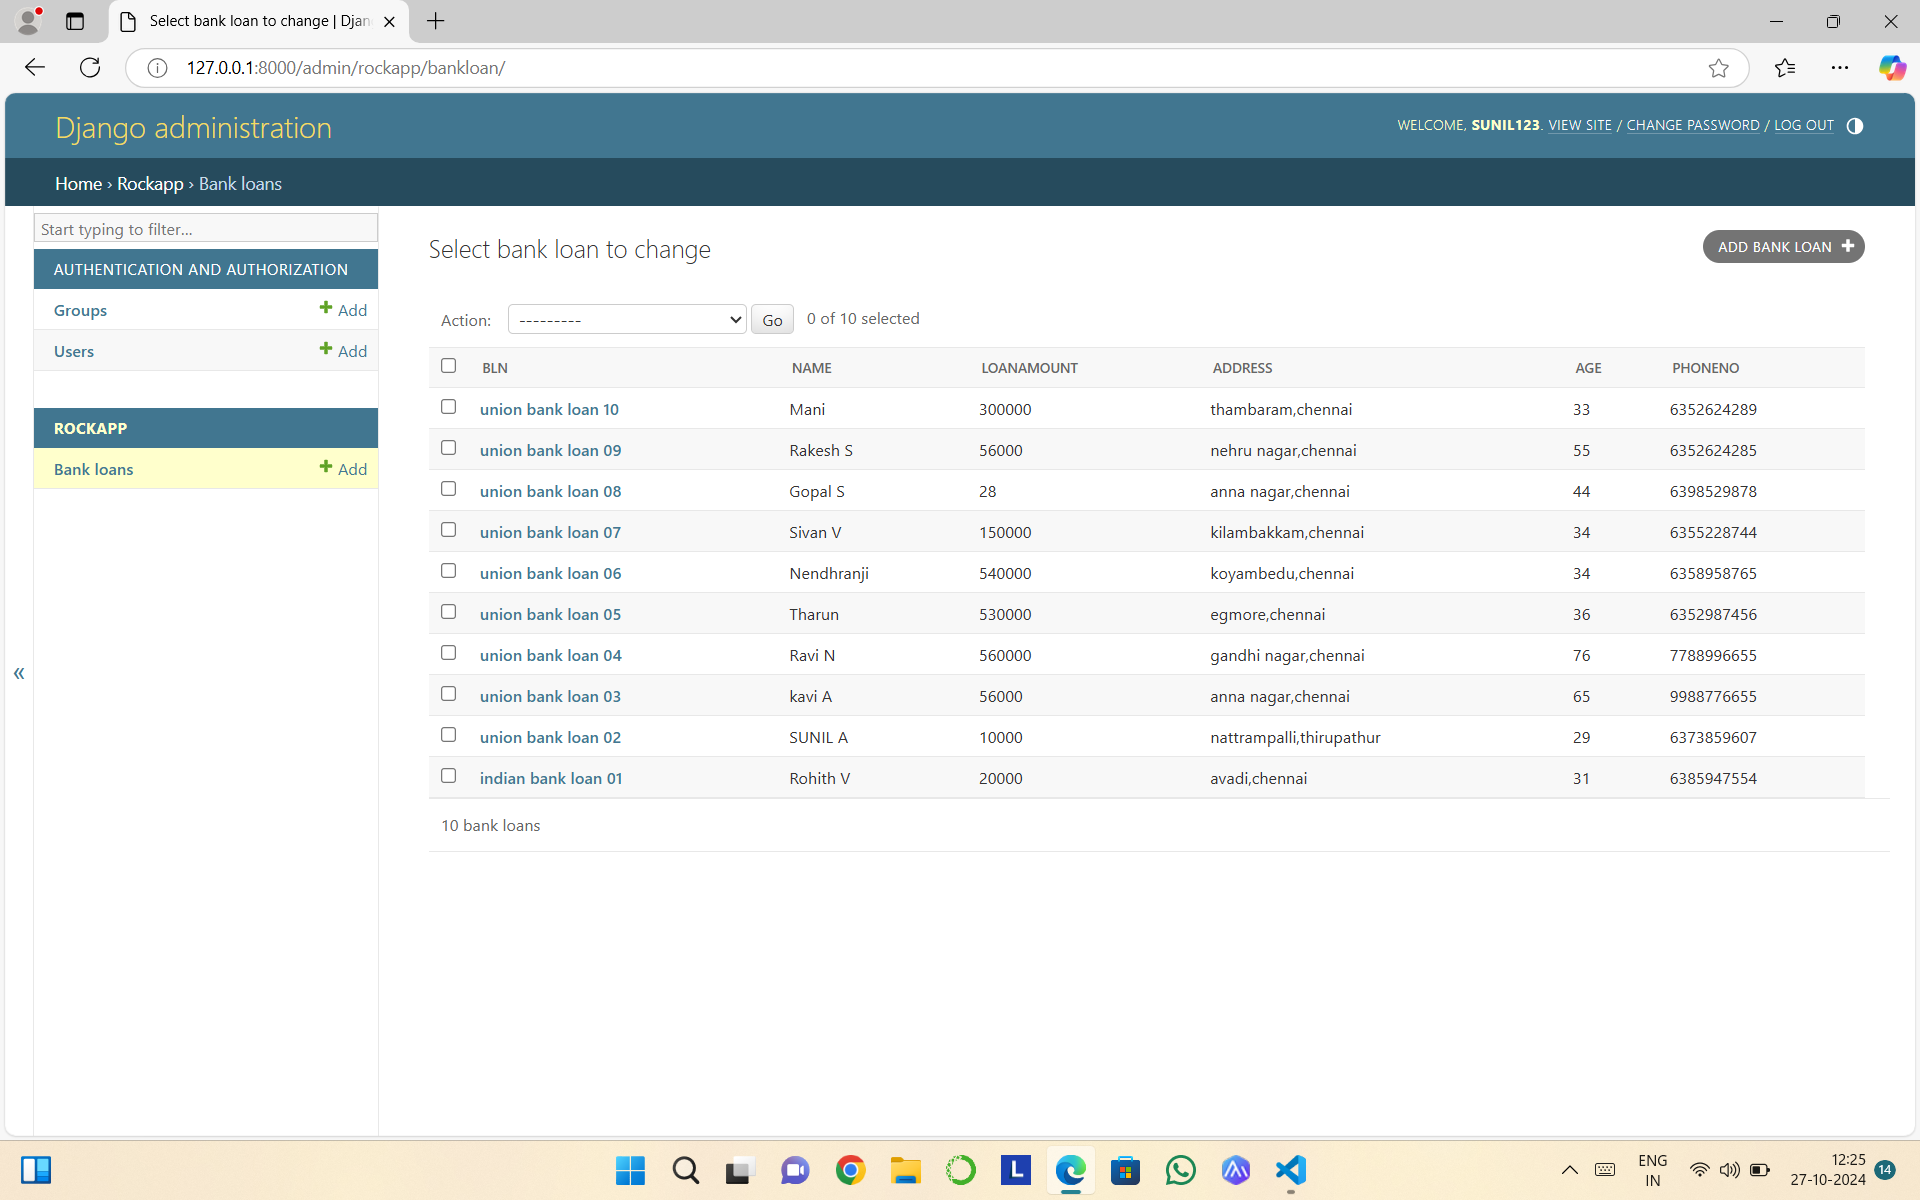 Select bank loan to change | Djan
127.0.0.1:8000/admin/rockapp/bankloan/
Django administration
WELCOME, SUNIL123. VIEW SITE / CHANGE PASSWORD / LOG OUT
Home › Rockapp › Bank loans
Start typing to filter...
AUTHENTICATION AND AUTHORIZATION
Groups Add
Users Add
ROCKAPP
Bank loans Add
«
Select bank loan to change
ADD BANK LOAN
Action: --------- Go 0 of 10 selected
BLN NAME LOANAMOUNT ADDRESS AGE PHONENO
union bank loan 10 Mani 300000 thambaram,chennai 33 6352624289
union bank loan 09 Rakesh S 56000 nehru nagar,chennai 55 6352624285
union bank loan 08 Gopal S 28 anna nagar,chennai 44 6398529878
union bank loan 07 Sivan V 150000 kilambakkam,chennai 34 6355228744
union bank loan 06 Nendhranji 540000 koyambedu,chennai 34 6358958765
union bank loan 05 Tharun 530000 egmore,chennai 36 6352987456
union bank loan 04 Ravi N 560000 gandhi nagar,chennai 76 7788996655
union bank loan 03 kavi A 56000 anna nagar,chennai 65 9988776655
union bank loan 02 SUNIL A 10000 nattrampalli,thirupathur 29 6373859607
indian bank loan 01 Rohith V 20000 avadi,chennai 31 6385947554
10 bank loans
L
ENG
IN
12:25
27-10-2024
14